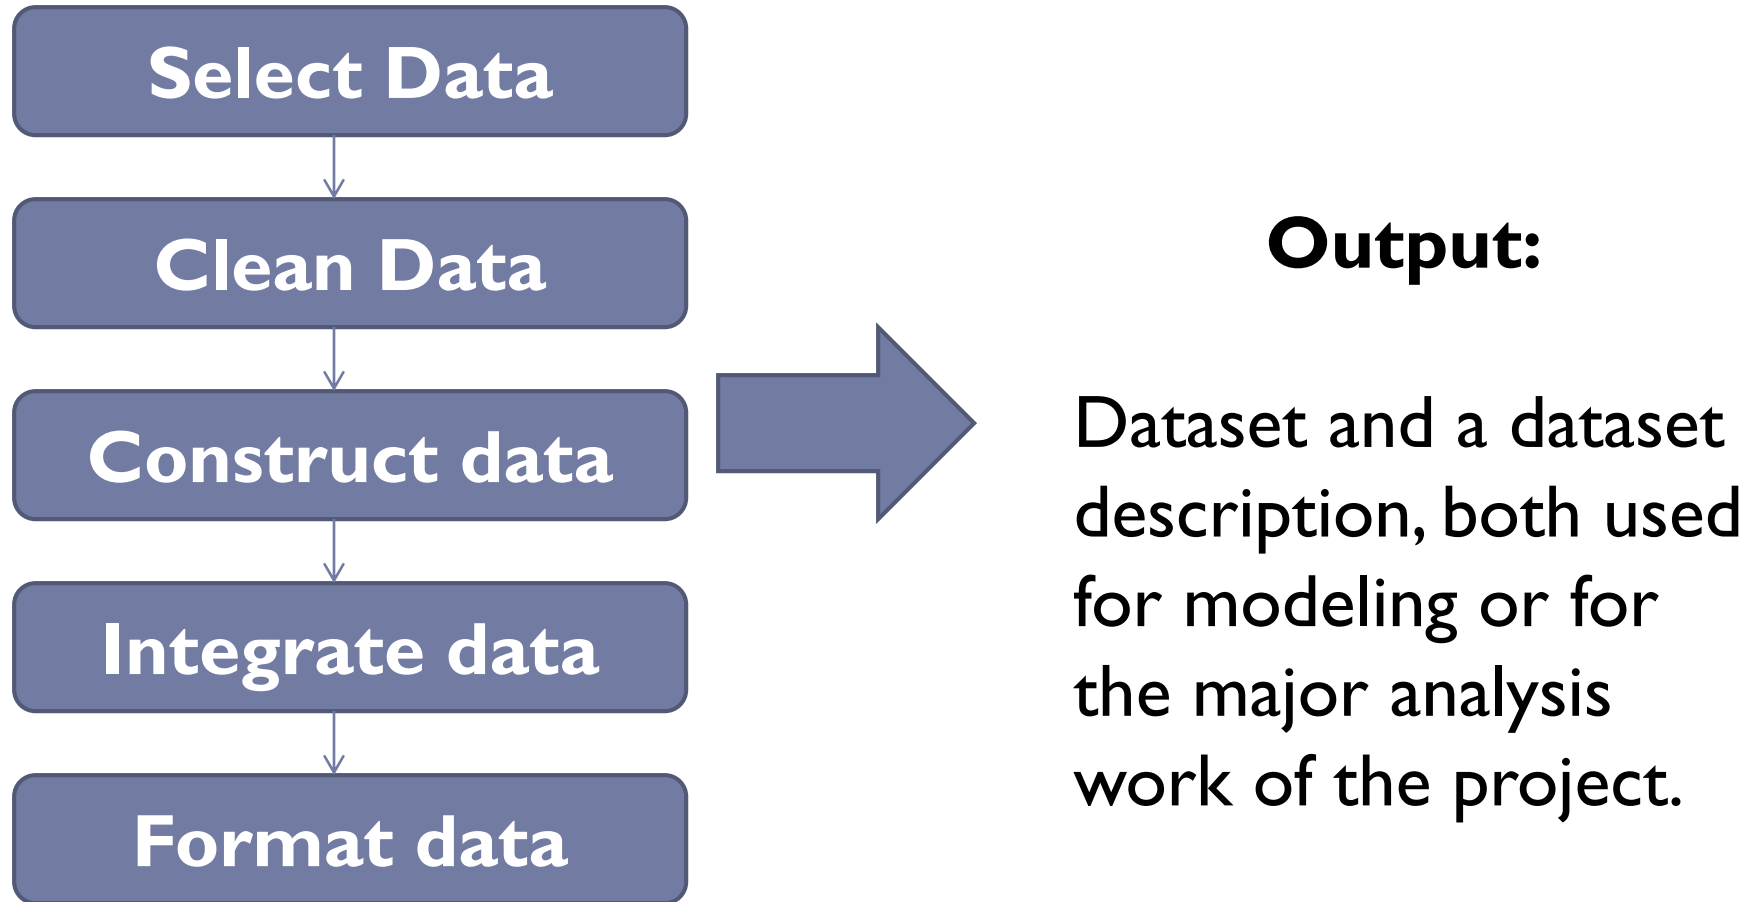 Select Data
Clean Data
Construct data
Integrate data
Format data
Output:
Dataset and a dataset
description, both used
for modeling or for
the major analysis
work of the project.